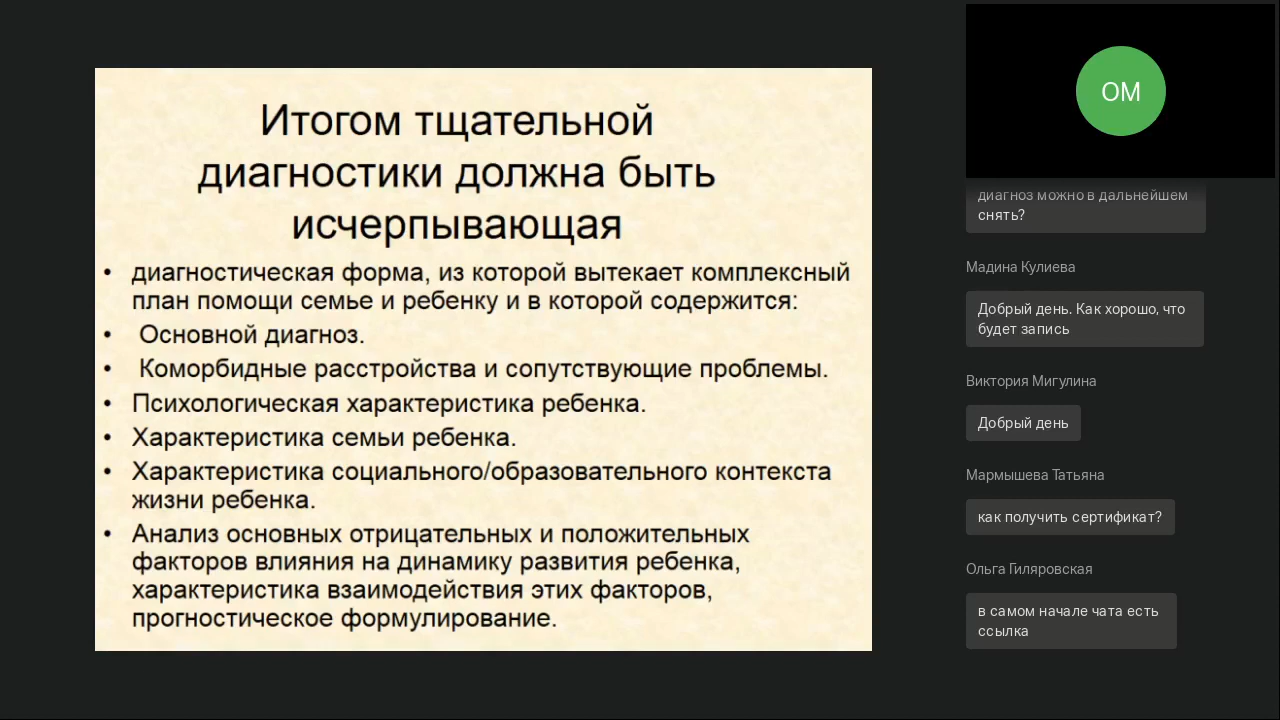 Итогом тщательной
диагностики должна быть
исчерпывающая
• диагностическая форма, из которой вытекает комплексный
план помощи семье и ребенку и в которой содержится:
• Основной диагноз.
• Коморбидные расстройства и сопутствующие проблемы.
• Психологическая характеристика ребенка.
• Характеристика семьи ребенка.
• Характеристика социального/образовательного контекста
жизни ребенка.
• Анализ основных отрицательных и положительных
факторов влияния на динамику развития ребенка,
характеристика взаимодействия этих факторов,
прогностическое формулирование.
ОМ
диагноз можно в дальнейшем
снять?
Мадина Кулиева
Добрый день. Как хорошо, что
будет запись
Виктория Мигулина
Добрый день
Мармышева Татьяна
как получить сертификат?
Ольга Гиляровская
в самом начале чата есть
ссылка